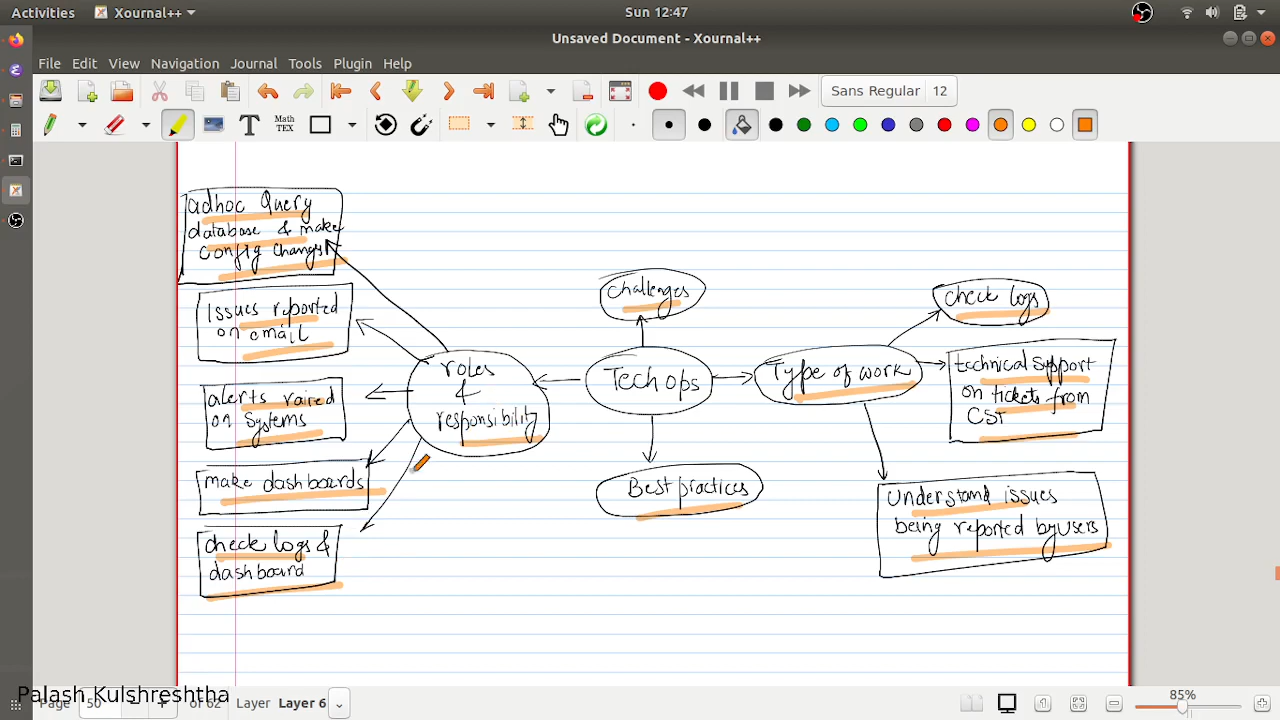 Activities
Xournal++
Sun 12:47
Unsaved Document - Xournal++
File Edit View Navigation Journal Tools Plugin Help
Sans Regular 12
Math
TEX
adhoc Query
database & make
config changes
Issues reported
on email
alerts raired
on systems
make dashboards
check logs &
dashboard
roles
&
responsibility
challenges
Tech ops
Best practices
Type of work
check logs
technical support
on tickets from
CST
Understand issues
being reported by users
Palash Kulshreshtha
Page 50 of 62 Layer Layer 6
85%